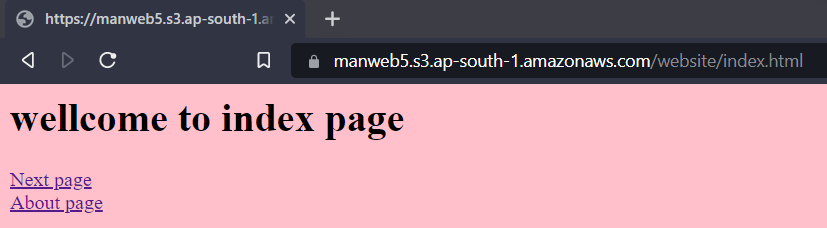 https://manweb5.s3.ap-south-1.a
manweb5.s3.ap-south-1.amazonaws.com/website/index.html
wellcome to index page
Next page
About page